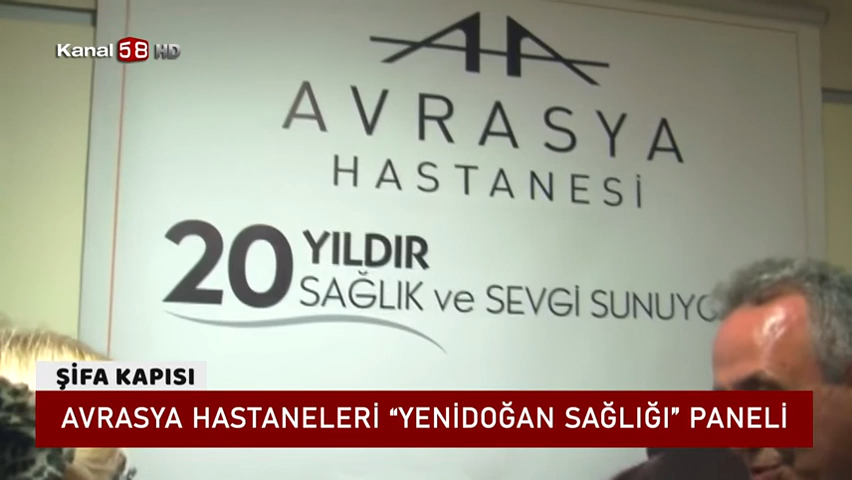 Kanal 58 HD
AVRASYA
HASTANESİ
20 YILDIR
SAĞLIK ve SEVGİ SUNUYO
ŞİFA KAPISI
AVRASYA HASTANELERİ “YENİDOĞAN SAĞLIĞI” PANELİ